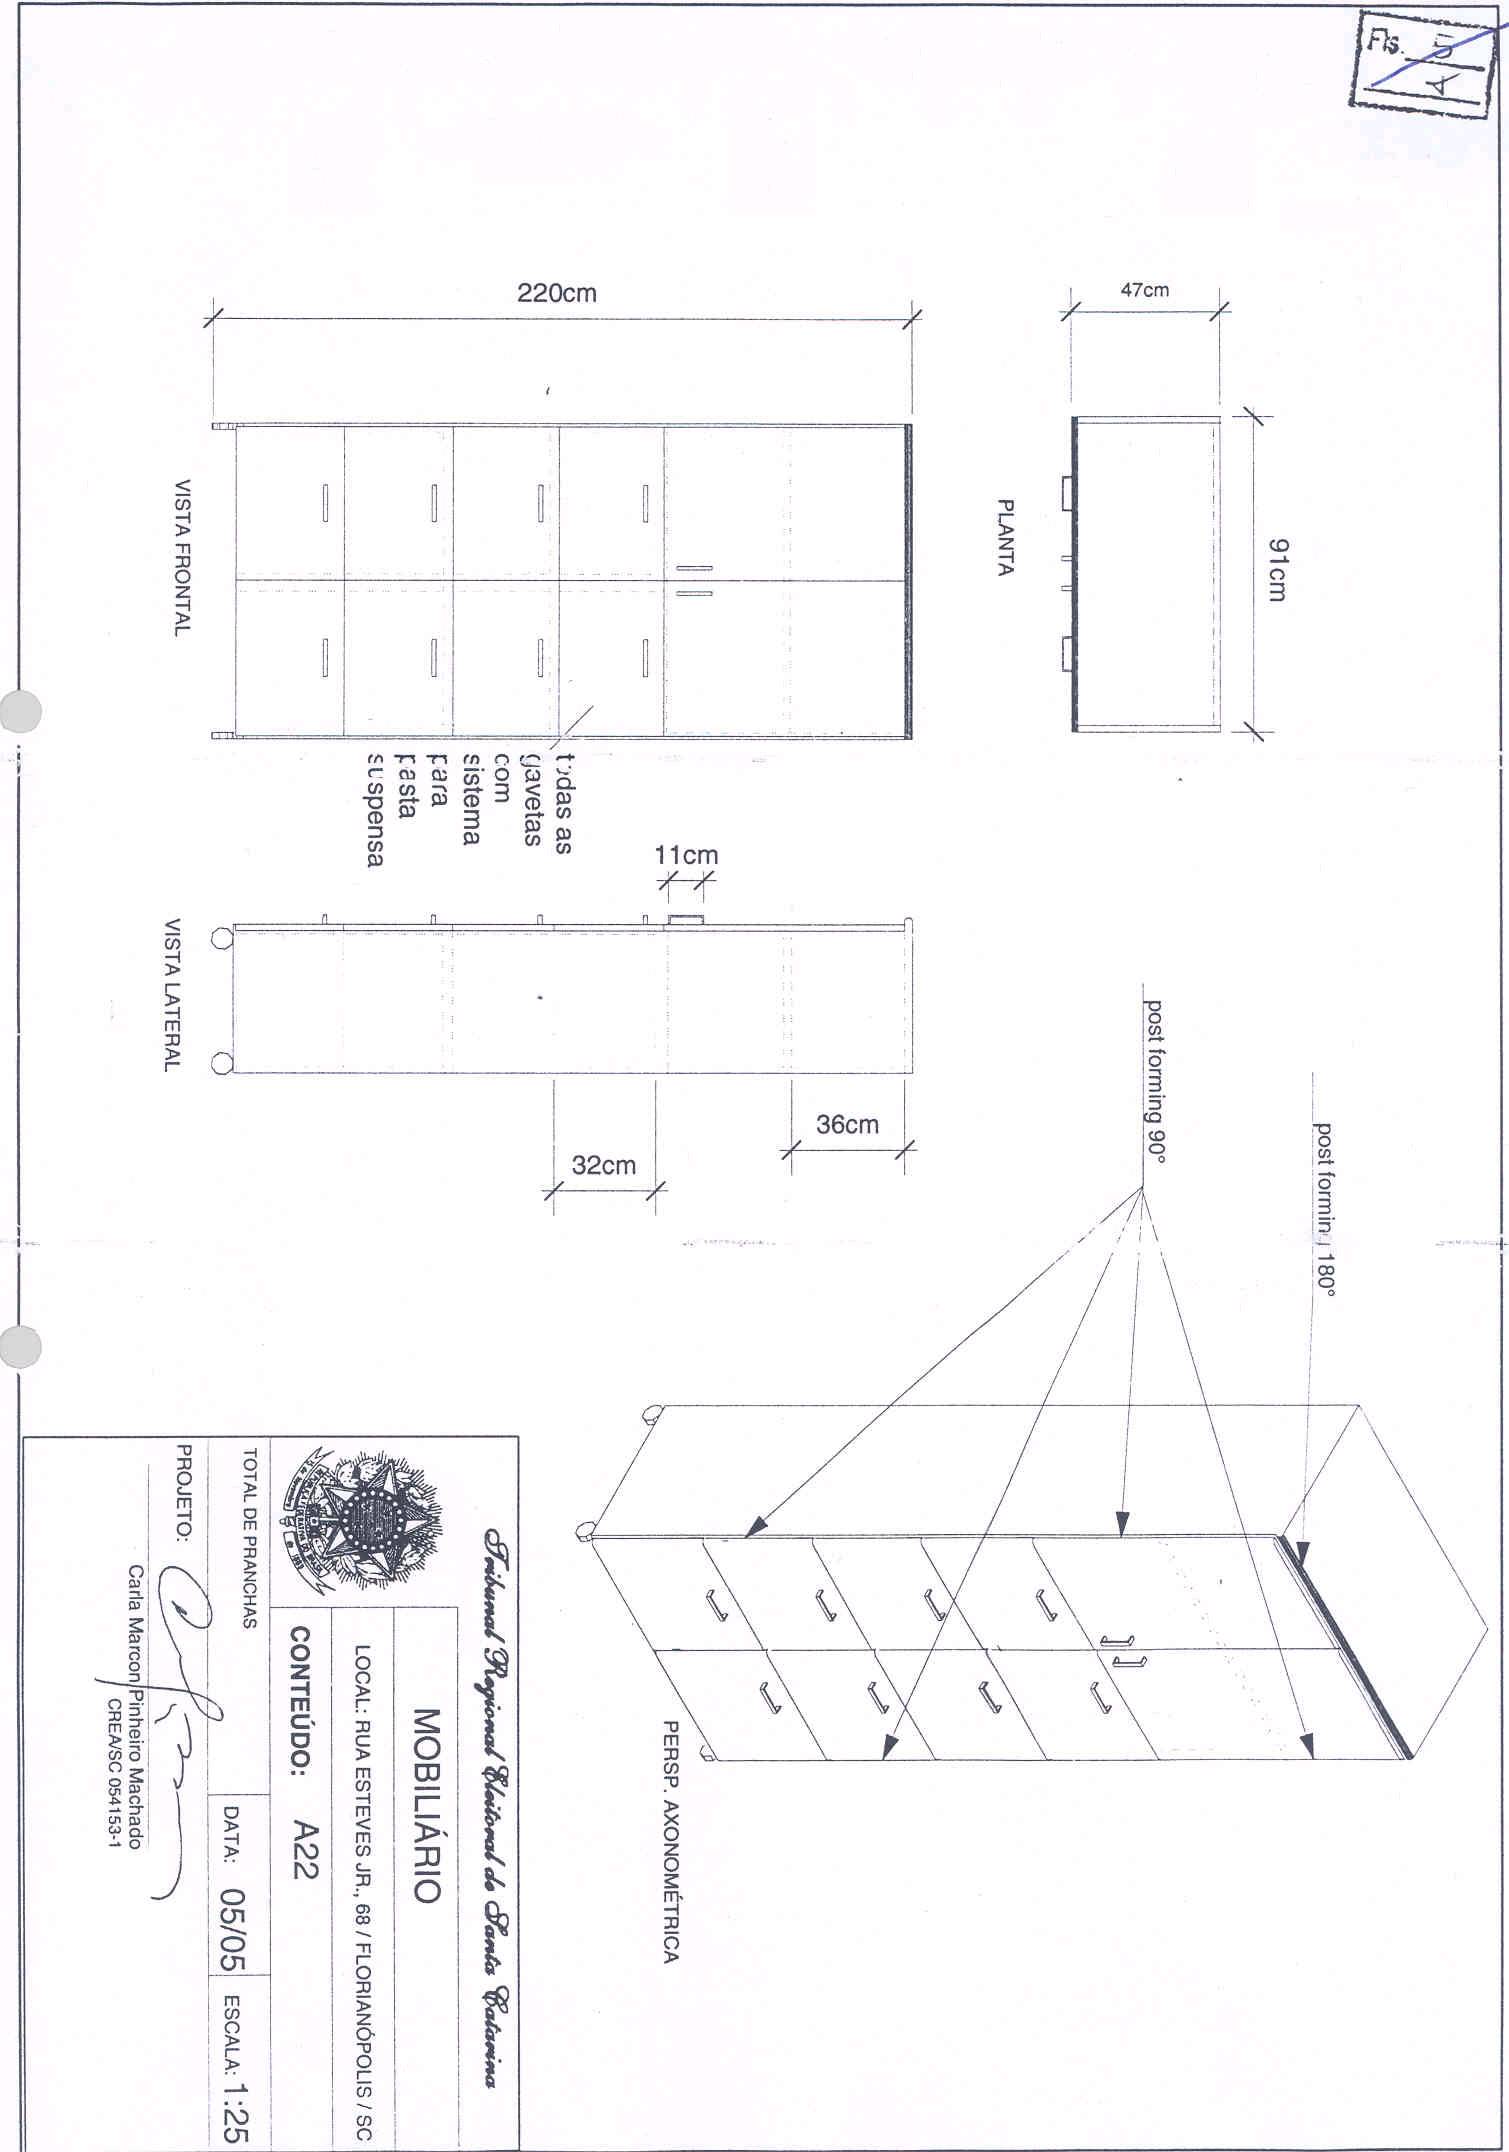 Fls.
47cm
91cm
PLANTA
220cm
VISTA FRONTAL
todas as
gavetas
com
sistema
para
pasta
suspensa
11cm
36cm
32cm
VISTA LATERAL
post forming 90°
post forming 180°
PERSP. AXONOMÉTRICA
Tribunal Regional Eleitoral de Santa Catarina
MOBILIÁRIO
LOCAL: RUA ESTEVES JR., 68 / FLORIANÓPOLIS / SC
CONTEÚDO: A22
TOTAL DE PRANCHAS
DATA: 05/05
ESCALA: 1:25
PROJETO:
Carla Marcon Pinheiro Machado
CREA/SC 054153-1